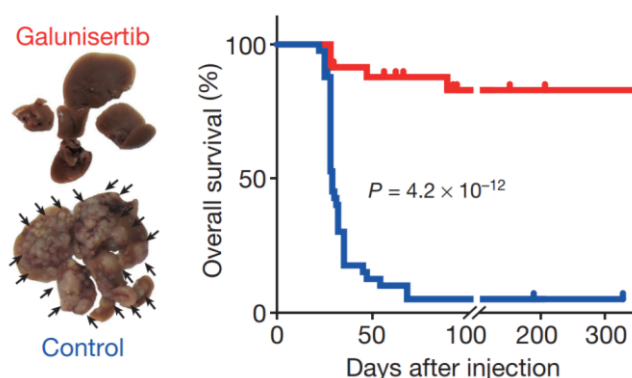 Galunisertib
Control
Overall survival (%)
100
50
0
P = 4.2 × 10⁻¹²
0 50 100 200 300
Days after injection